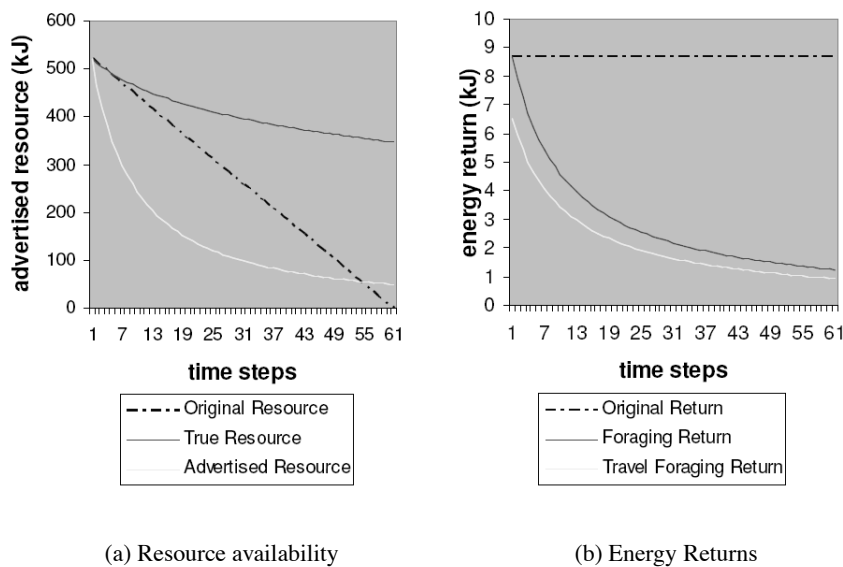 600
500
400
300
200
100
0
advertised resource (kJ)
1 7 13 19 25 31 37 43 49 55 61
time steps
Original Resource
True Resource
Advertised Resource
(a) Resource availability
10
9
8
7
6
5
4
3
2
1
0
energy return (kJ)
1 7 13 19 25 31 37 43 49 55 61
time steps
Original Return
Foraging Return
Travel Foraging Return
(b) Energy Returns